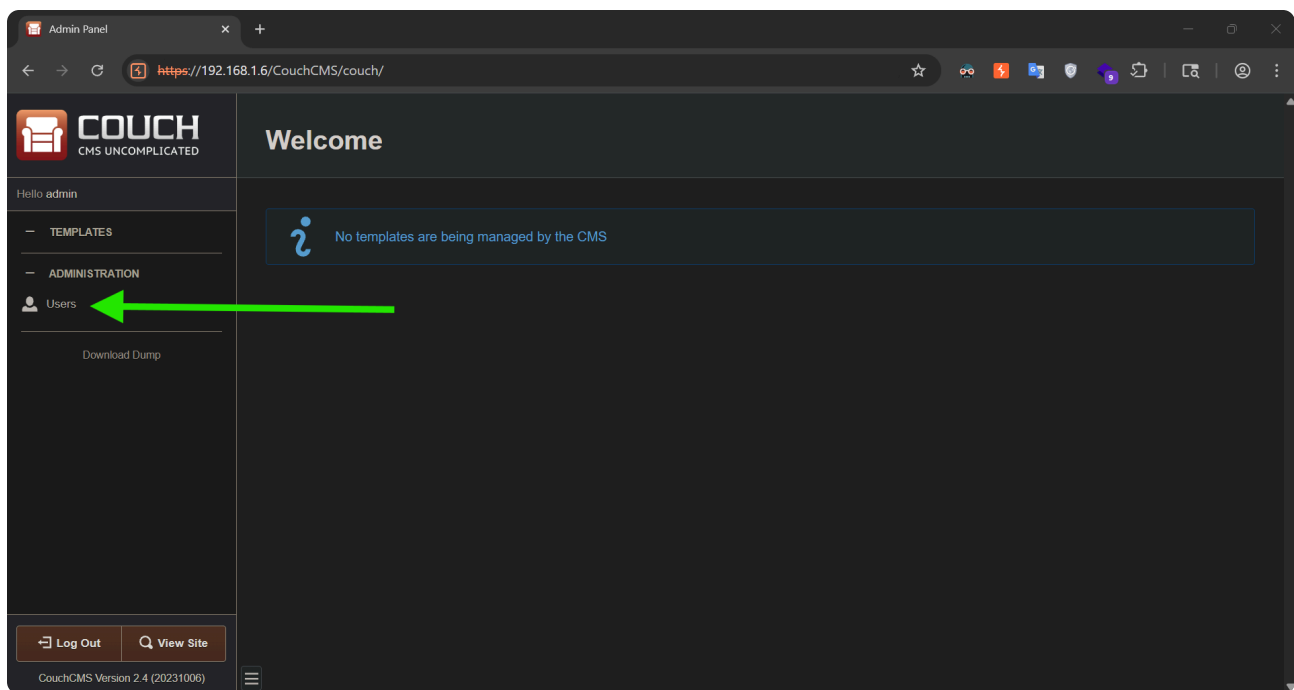 Admin Panel
https://192.168.1.6/CouchCMS/couch/
9
COUCH
CMS UNCOMPLICATED
Welcome
Hello admin
TEMPLATES
No templates are being managed by the CMS
ADMINISTRATION
Users
Download Dump
Log Out
View Site
CouchCMS Version 2.4 (20231006)